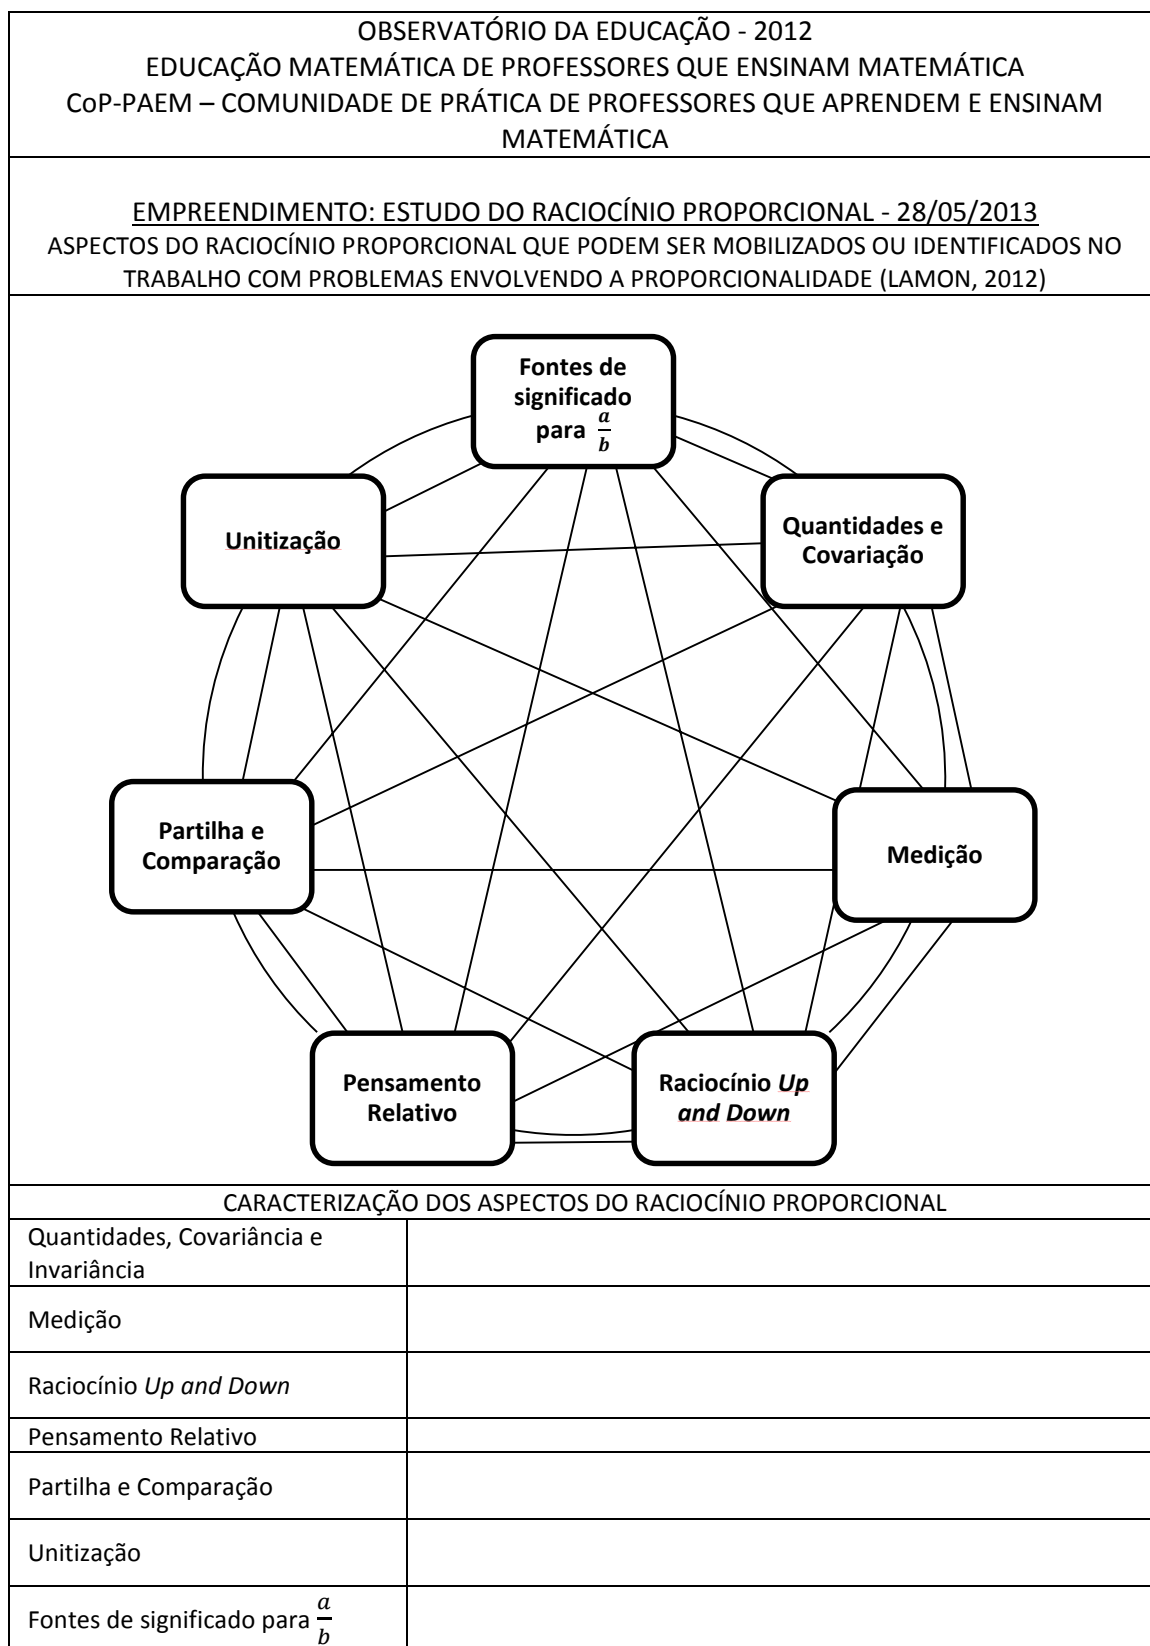 OBSERVATÓRIO DA EDUCAÇÃO - 2012
EDUCAÇÃO MATEMÁTICA DE PROFESSORES QUE ENSINAM MATEMÁTICA
CoP-PAEM – COMUNIDADE DE PRÁTICA DE PROFESSORES QUE APRENDEM E ENSINAM
MATEMÁTICA
EMPREENDIMENTO: ESTUDO DO RACIOCÍNIO PROPORCIONAL - 28/05/2013
ASPECTOS DO RACIOCÍNIO PROPORCIONAL QUE PODEM SER MOBILIZADOS OU IDENTIFICADOS NO
TRABALHO COM PROBLEMAS ENVOLVENDO A PROPORCIONALIDADE (LAMON, 2012)
Fontes de
significado
para a/b
Unitização
Quantidades e
Covariação
Partilha e
Comparação
Medição
Pensamento
Relativo
Raciocínio Up
and Down
CARACTERIZAÇÃO DOS ASPECTOS DO RACIOCÍNIO PROPORCIONAL
Quantidades, Covariância e
Invariância
Medição
Raciocínio Up and Down
Pensamento Relativo
Partilha e Comparação
Unitização
Fontes de significado para a/b